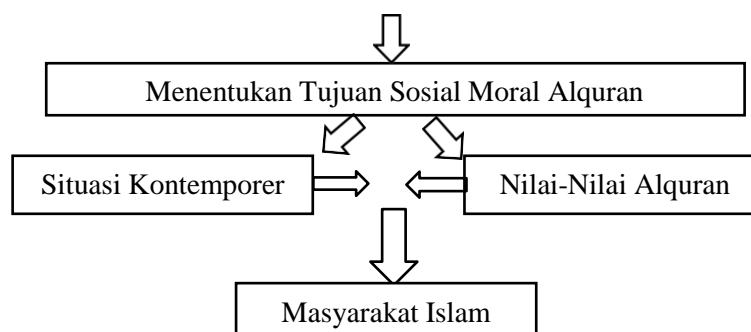 Menentukan Tujuan Sosial Moral Alquran
Situasi Kontemporer
Nilai-Nilai Alquran
Masyarakat Islam